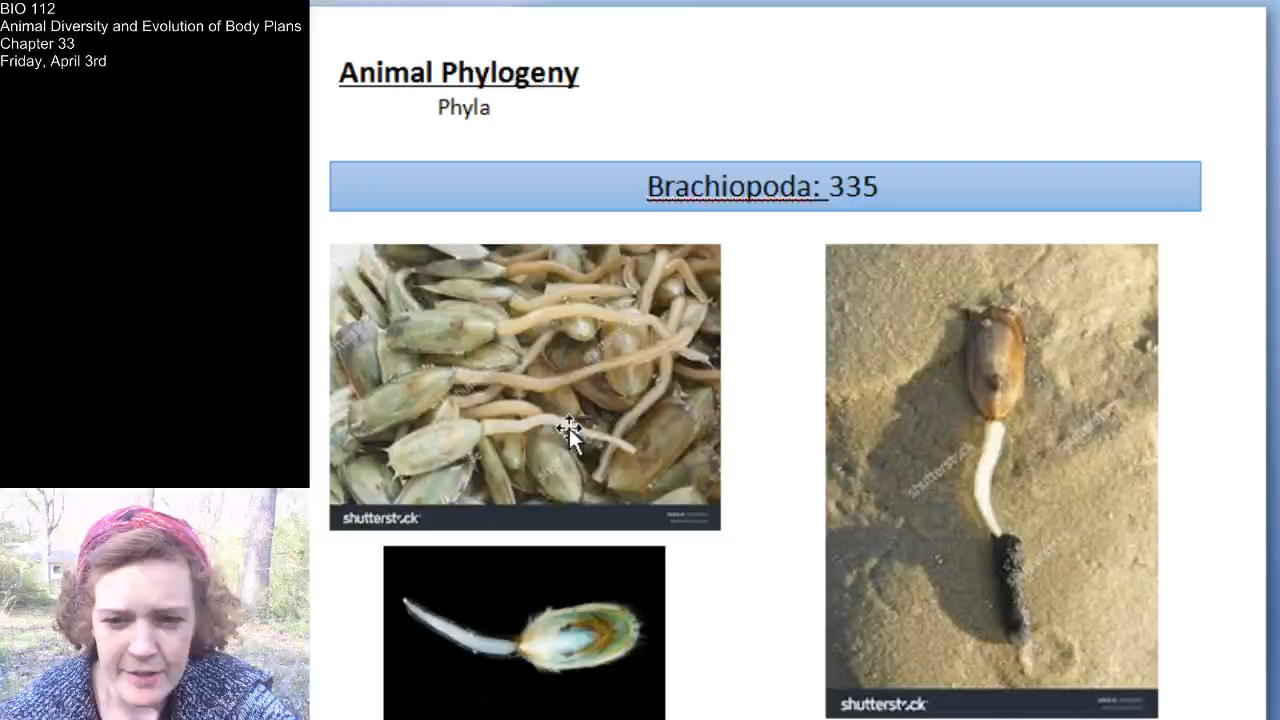 BIO 112
Animal Diversity and Evolution of Body Plans
Chapter 33
Friday, April 3rd
Animal Phylogeny
Phyla
Brachiopoda: 335
shutterstock
shutterstock
shutterstock